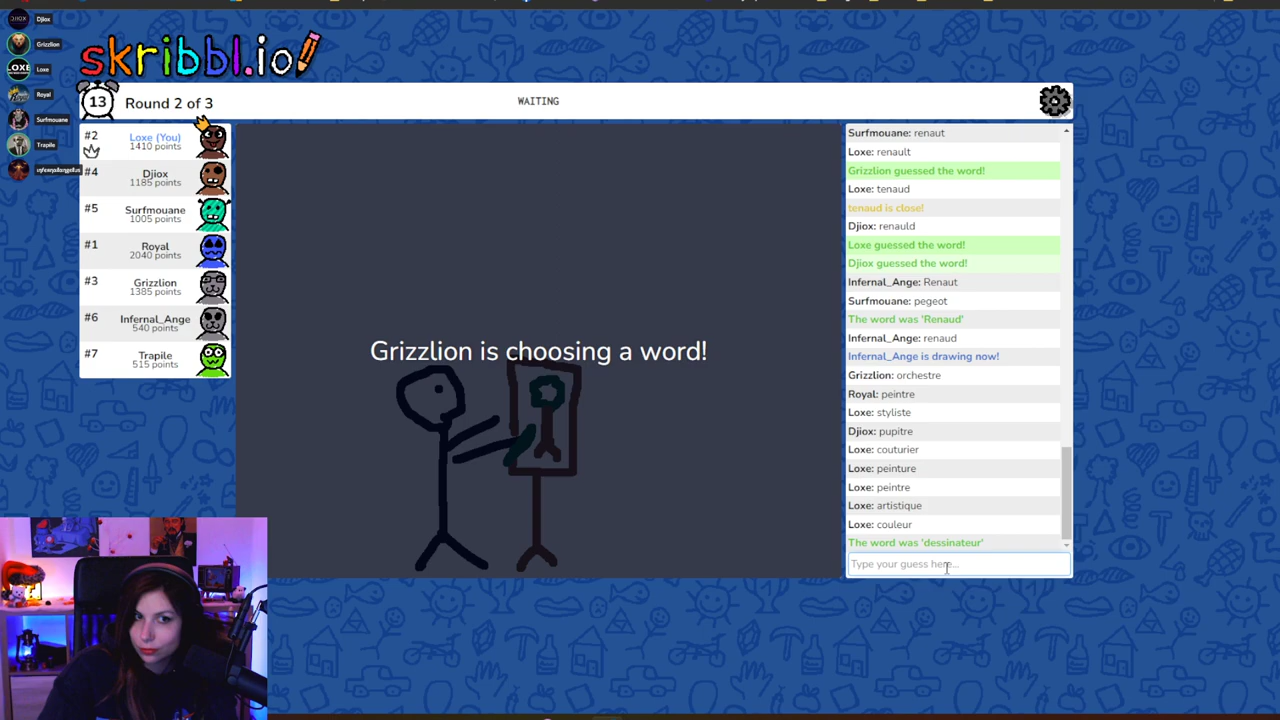 Djiox
Grizzlion
Loxe
Royal
Surfmouane
Trapile
skribbl.io
13
Round 2 of 3
WAITING
#2
Loxe (You)
1410 points
#4
Djiox
1185 points
#5
Surfmouane
1005 points
#1
Royal
2040 points
#3
Grizzlion
1385 points
#6
Infernal_Ange
540 points
#7
Trapile
515 points
Grizzlion is choosing a word!
Surfmouane: renaut
Loxe: renault
Grizzlion guessed the word!
Loxe: tenaud
tenaud is close!
Djiox: renauld
Loxe guessed the word!
Djiox guessed the word!
Infernal_Ange: Renaut
Surfmouane: pegeot
The word was 'Renaud'
Infernal_Ange: renaud
Infernal_Ange is drawing now!
Grizzlion: orchestre
Royal: peintre
Loxe: styliste
Djiox: pupitre
Loxe: couturier
Loxe: peinture
Loxe: peintre
Loxe: artistique
Loxe: couleur
The word was 'dessinateur'
Type your guess here...